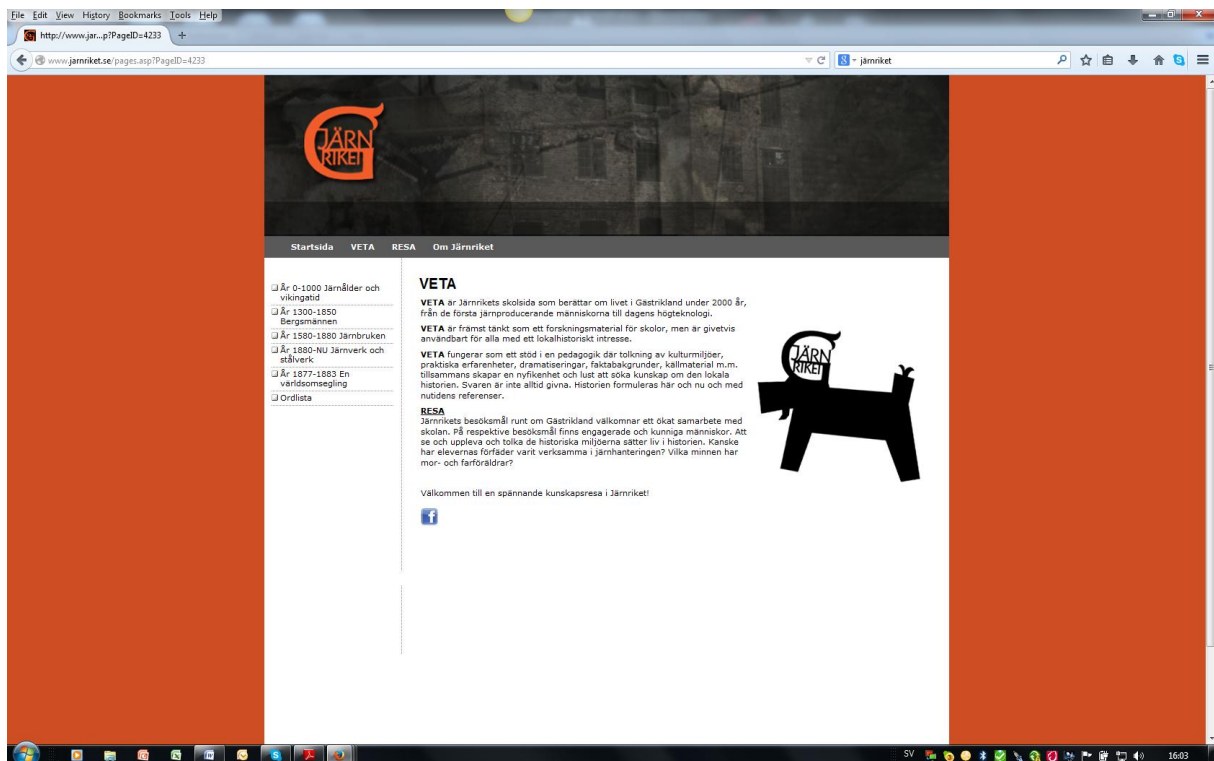 File Edit View History Bookmarks Tools Help
http://www.jar...p?PageID=4233
www.jarnriket.se/pages.asp?PageID=4233
järnriket
JÄRN
RIKET
Startsida VETA RESA Om Järnriket
År 0-1000 Järnålder och
vikingatid
År 1300-1850
Bergsmännen
År 1580-1880 Järnbruken
År 1880-NU Järnverk och
stålverk
År 1877-1883 En
världsomsegling
Ordlista
VETA
VETA är Järnrikets skolsida som berättar om livet i Gästrikland under 2000 år,
från de första järnproducerande människorna till dagens högteknologi.
VETA är främst tänkt som ett forskningsmaterial för skolor, men är givetvis
användbart för alla med ett lokalhistoriskt intresse.
VETA fungerar som ett stöd i en pedagogik där tolkning av kulturmiljöer,
praktiska erfarenheter, dramatiseringar, faktabakgrunder, källmaterial m.m.
tillsammans skapar en nyfikenhet och lust att söka kunskap om den lokala
historien. Svaren är inte alltid givna. Historien formuleras här och nu och med
nutidens referenser.
RESA
Järnrikets besöksmål runt om Gästrikland välkomnar ett ökat samarbete med
skolan. På respektive besöksmål finns engagerade och kunniga människor. Att
se och uppleva och tolka de historiska miljöerna sätter liv i historien. Kanske
har elevernas förfäder varit verksamma i järnhanteringen? Vilka minnen har
mor- och farföräldrar?
Välkommen till en spännande kunskapsresa i Järnriket!
JÄRN
RIKET
SV 16:03